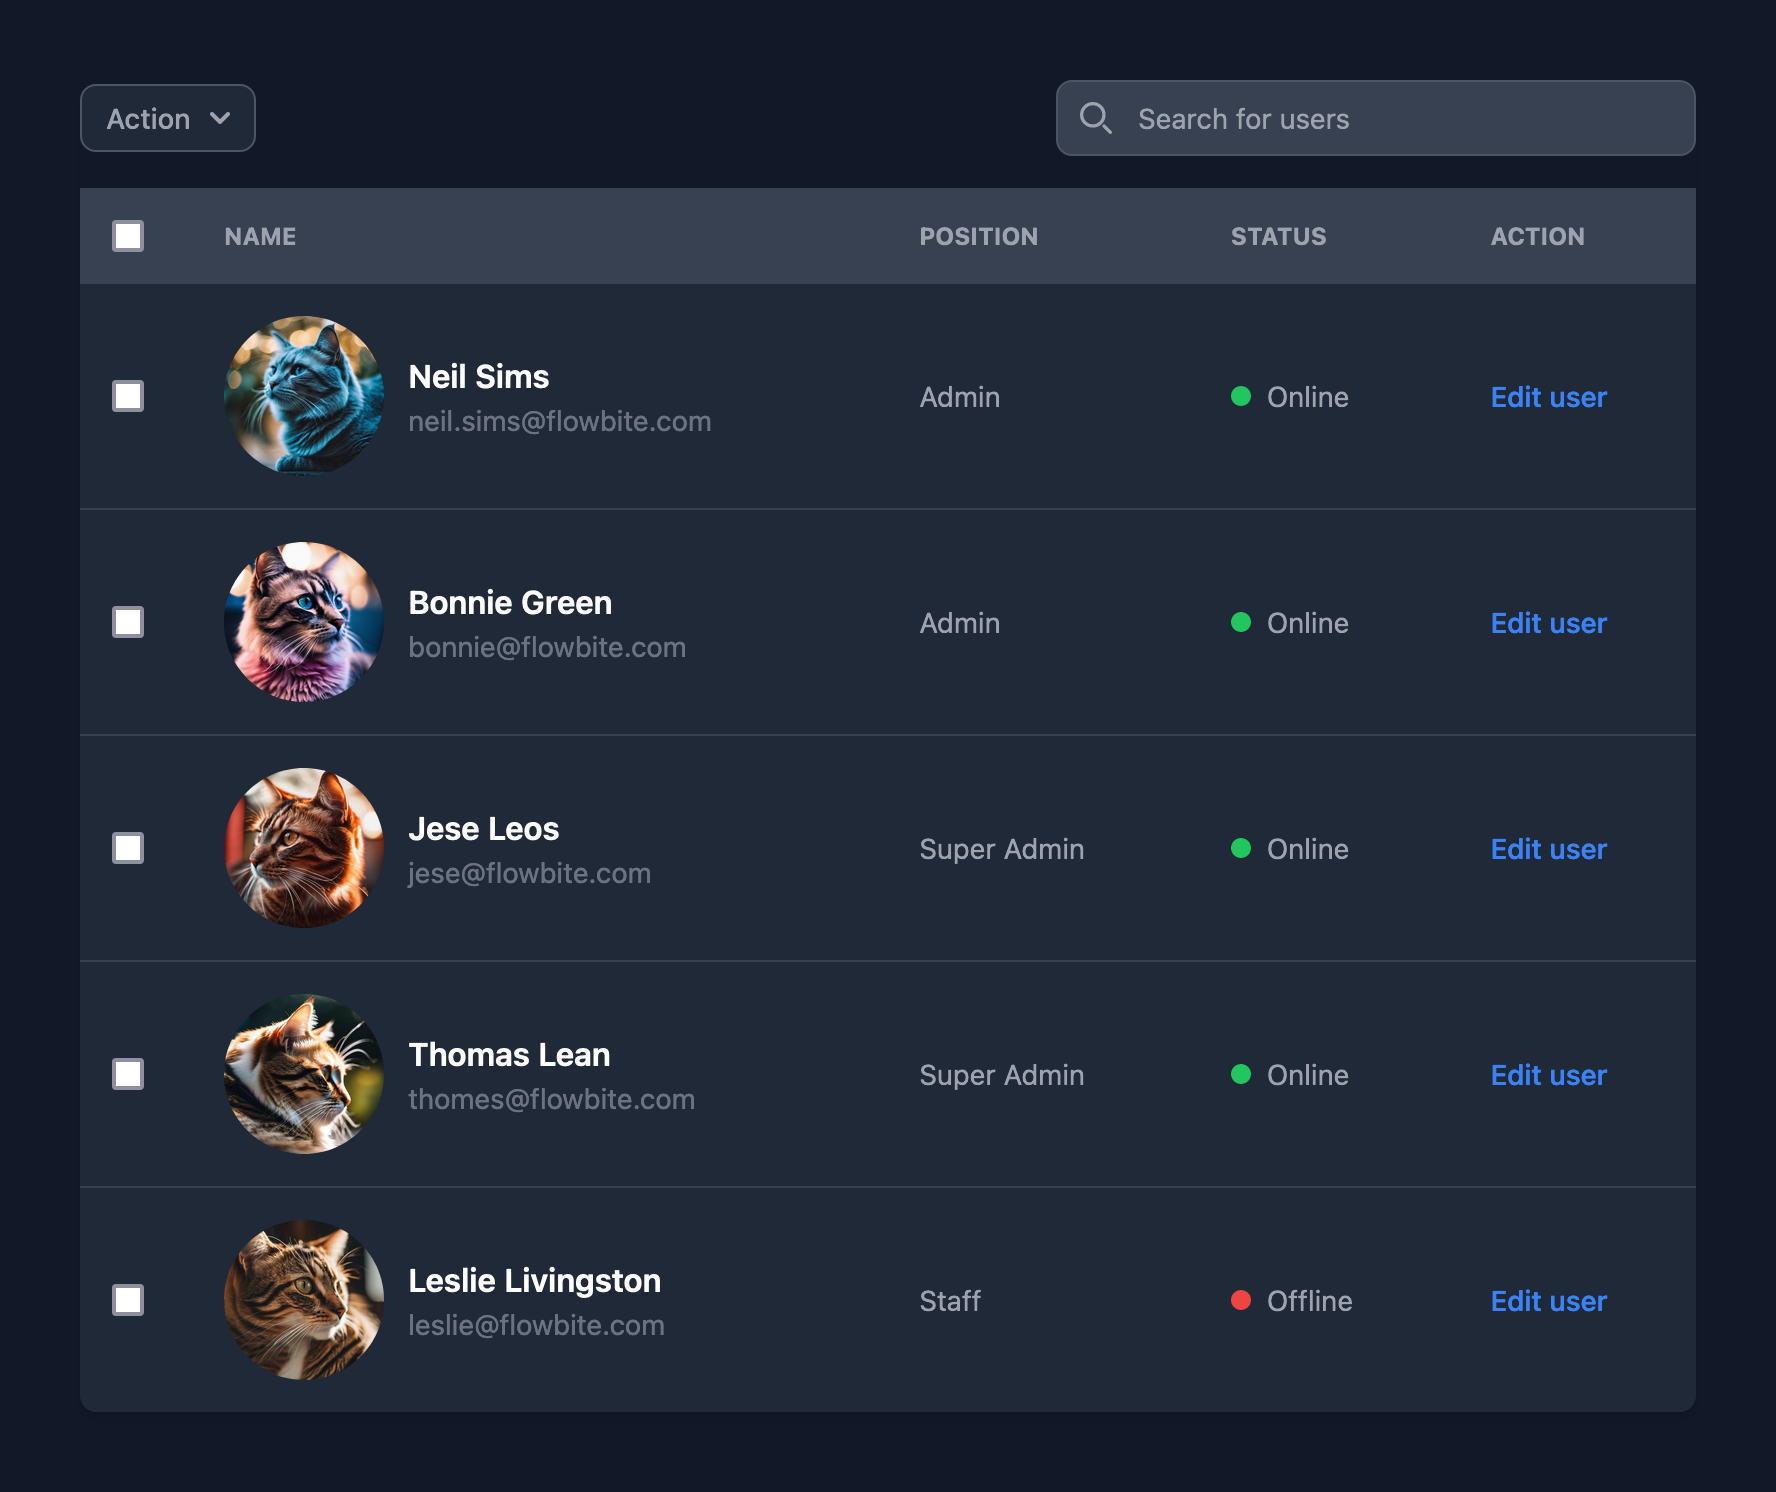 Action
Search for users
NAME POSITION STATUS ACTION
Neil Sims
neil.sims@flowbite.com
Admin Online Edit user
Bonnie Green
bonnie@flowbite.com
Admin Online Edit user
Jese Leos
jese@flowbite.com
Super Admin Online Edit user
Thomas Lean
thomes@flowbite.com
Super Admin Online Edit user
Leslie Livingston
leslie@flowbite.com
Staff Offline Edit user